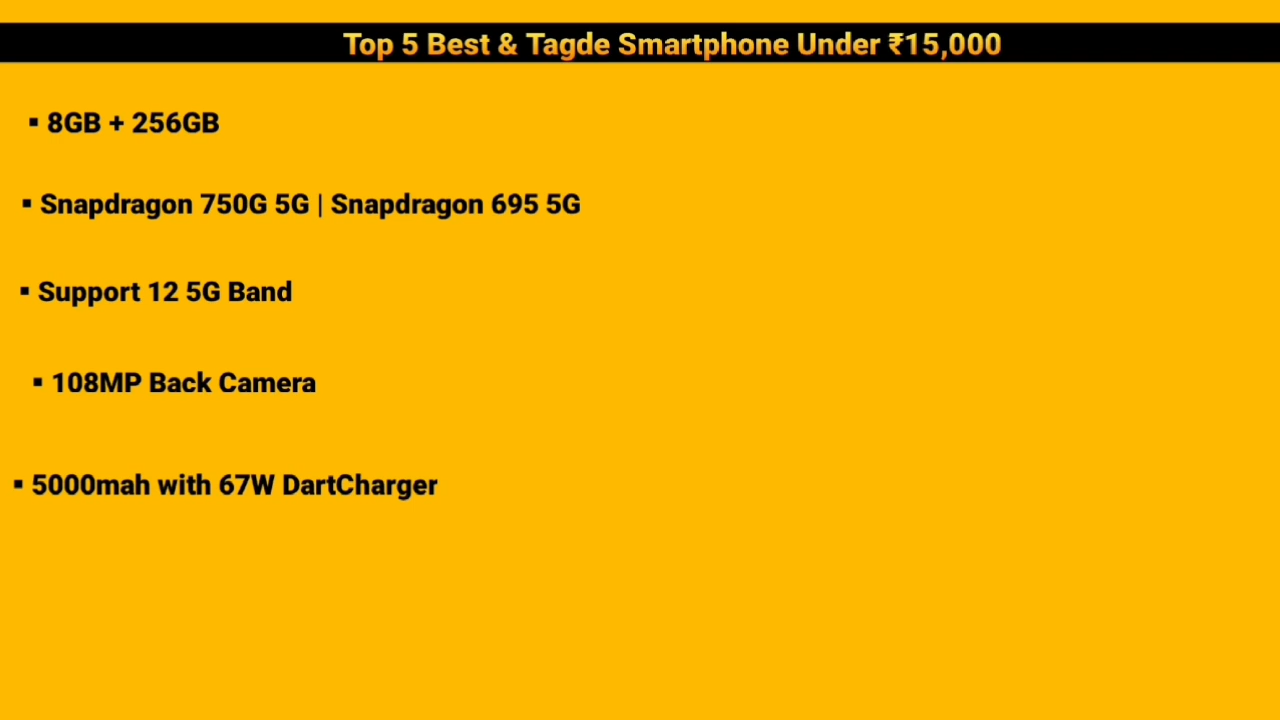 Top 5 Best & Tagde Smartphone Under ₹15,000
▪ 8GB + 256GB
▪ Snapdragon 750G 5G | Snapdragon 695 5G
▪ Support 12 5G Band
▪ 108MP Back Camera
▪ 5000mah with 67W DartCharger